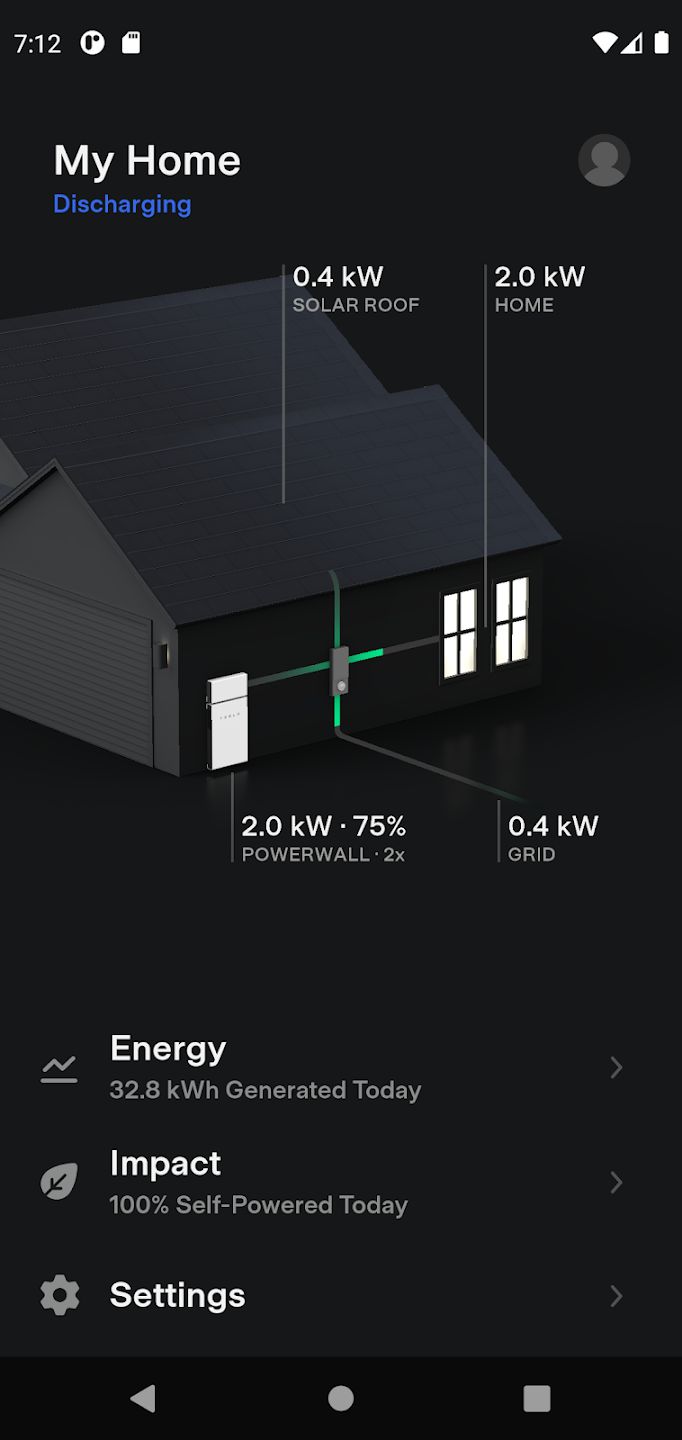 7:12
My Home
Discharging
0.4 kW
SOLAR ROOF
2.0 kW
HOME
TESLA
2.0 kW · 75%
POWERWALL · 2x
0.4 kW
GRID
Energy
32.8 kWh Generated Today
Impact
100% Self-Powered Today
Settings